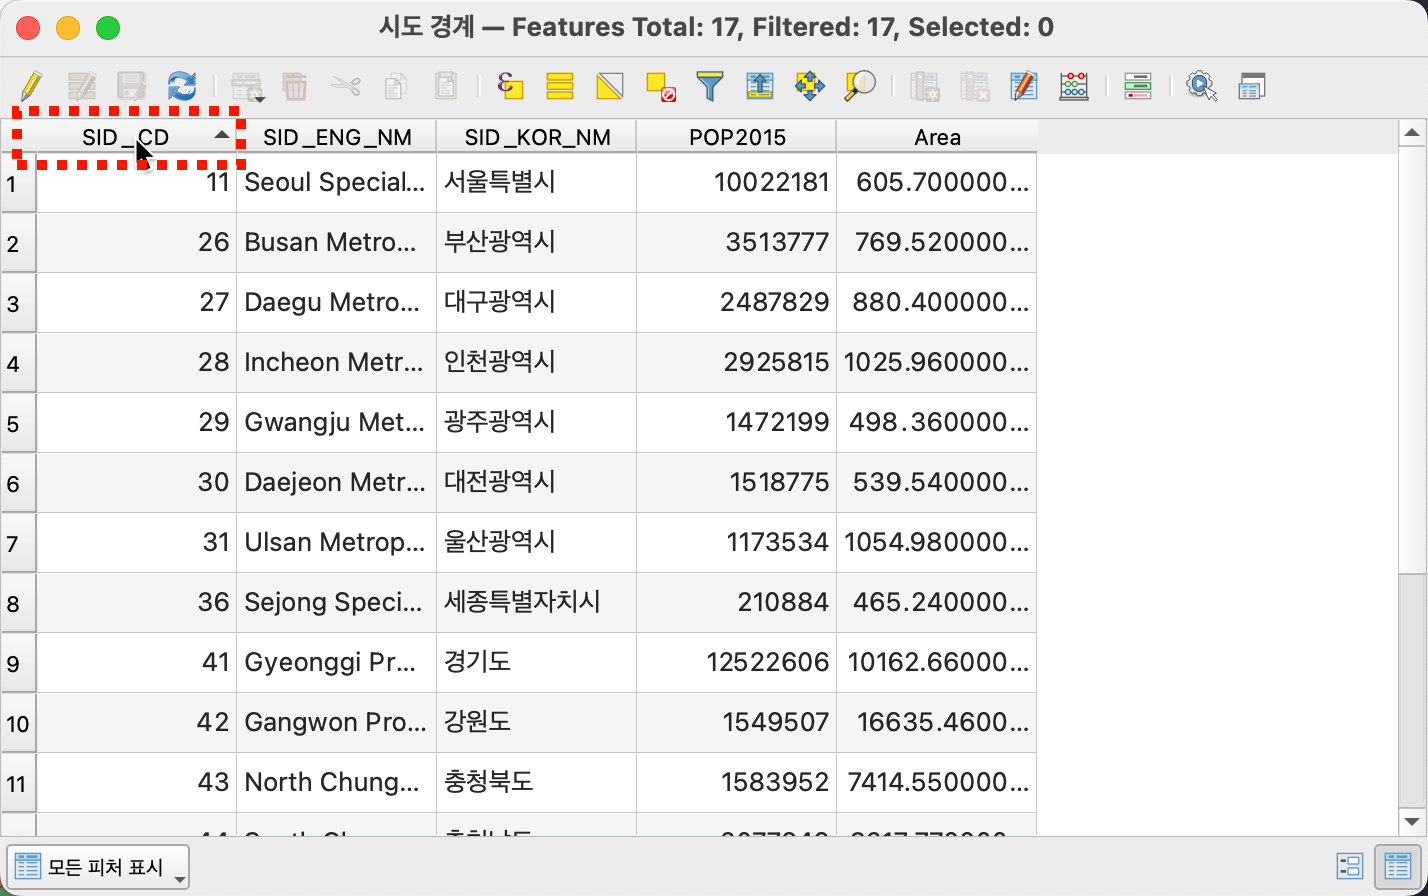 시도 경계 — Features Total: 17, Filtered: 17, Selected: 0
SID_CD SID_ENG_NM SID_KOR_NM POP2015 Area
1 11 Seoul Special... 서울특별시 10022181 605.700000...
2 26 Busan Metro... 부산광역시 3513777 769.520000...
3 27 Daegu Metro... 대구광역시 2487829 880.400000...
4 28 Incheon Metr... 인천광역시 2925815 1025.960000...
5 29 Gwangju Met... 광주광역시 1472199 498.360000...
6 30 Daejeon Metr... 대전광역시 1518775 539.540000...
7 31 Ulsan Metrop... 울산광역시 1173534 1054.980000...
8 36 Sejong Speci... 세종특별자치시 210884 465.240000...
9 41 Gyeonggi Pr... 경기도 12522606 10162.66000...
10 42 Gangwon Pro... 강원도 1549507 16635.4600...
11 43 North Chung... 충청북도 1583952 7414.550000...
모든 피처 표시